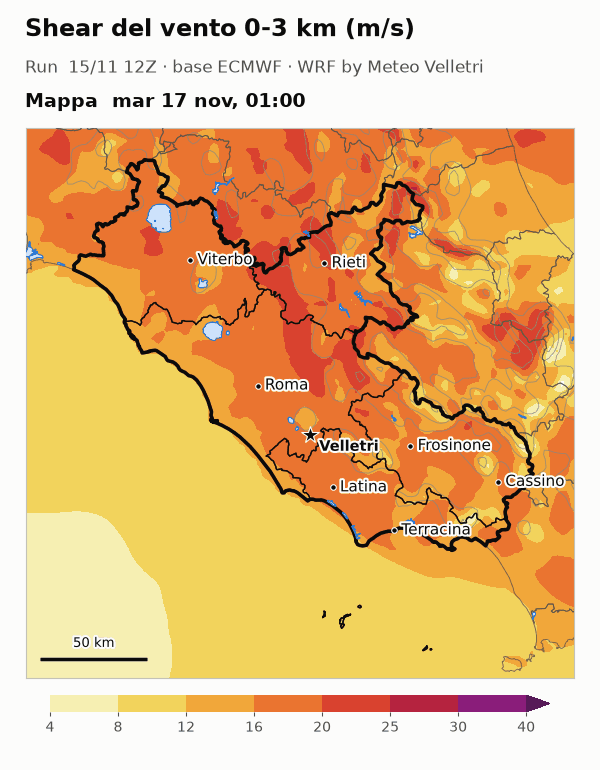 Shear del vento 0-3 km (m/s)
Run  15/11 12Z · base ECMWF · WRF by Meteo Velletri
Mappa  mar 17 nov, 01:00
Viterbo
Rieti
Roma
Velletri
Frosinone
Cassino
Latina
Terracina
50 km
4 8 12 16 20 25 30 40